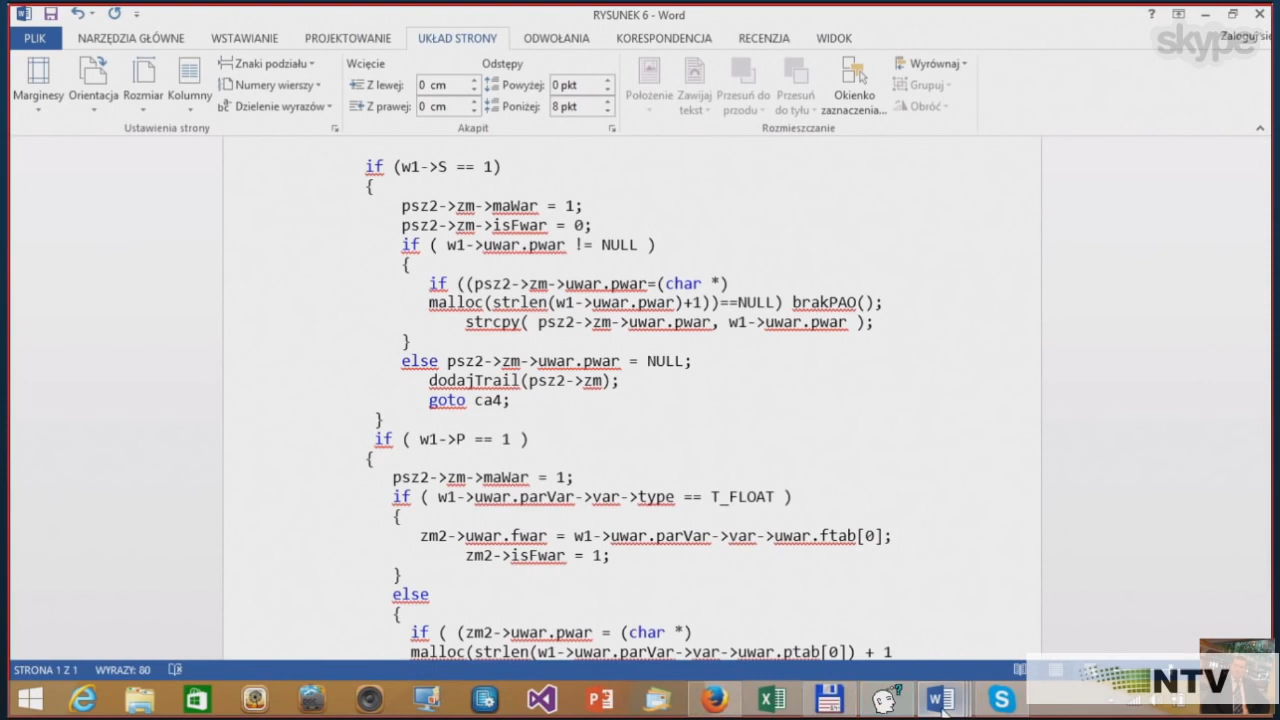 RYSUNEK 6 - Word
Zaloguj się
skype
PLIK NARZĘDZIA GŁÓWNE WSTAWIANIE PROJEKTOWANIE UKŁAD STRONY ODWOŁANIA KORESPONDENCJA RECENZJA WIDOK
Marginesy Orientacja Rozmiar Kolumny
Znaki podziału
Numery wierszy
Dzielenie wyrazów
Ustawienia strony
Wcięcie Odstępy
Z lewej: 0 cm Powyżej: 0 pkt
Z prawej: 0 cm Poniżej: 8 pkt
Akapit
Położenie Zawijaj tekst Przesuń do przodu Przesuń do tyłu Okienko zaznaczenia...
Wyrównaj
Grupuj
Obróć
Rozmieszczanie
if (w1->S == 1)
{
psz2->zm->maWar = 1;
psz2->zm->isFwar = 0;
if ( w1->uwar.pwar != NULL )
{
if ((psz2->zm->uwar.pwar=(char *)
malloc(strlen(w1->uwar.pwar)+1))==NULL) brakPAO();
strcpy( psz2->zm->uwar.pwar, w1->uwar.pwar );
}
else psz2->zm->uwar.pwar = NULL;
dodajTrail(psz2->zm);
goto ca4;
}
if ( w1->P == 1 )
{
psz2->zm->maWar = 1;
if ( w1->uwar.parVar->var->type == T_FLOAT )
{
zm2->uwar.fwar = w1->uwar.parVar->var->uwar.ftab[0];
zm2->isFwar = 1;
}
else
{
if ( (zm2->uwar.pwar = (char *)
malloc(strlen(w1->uwar.parVar->var->uwar.ptab[0]) + 1
STRONA 1 Z 1 WYRAZY: 80
NTV